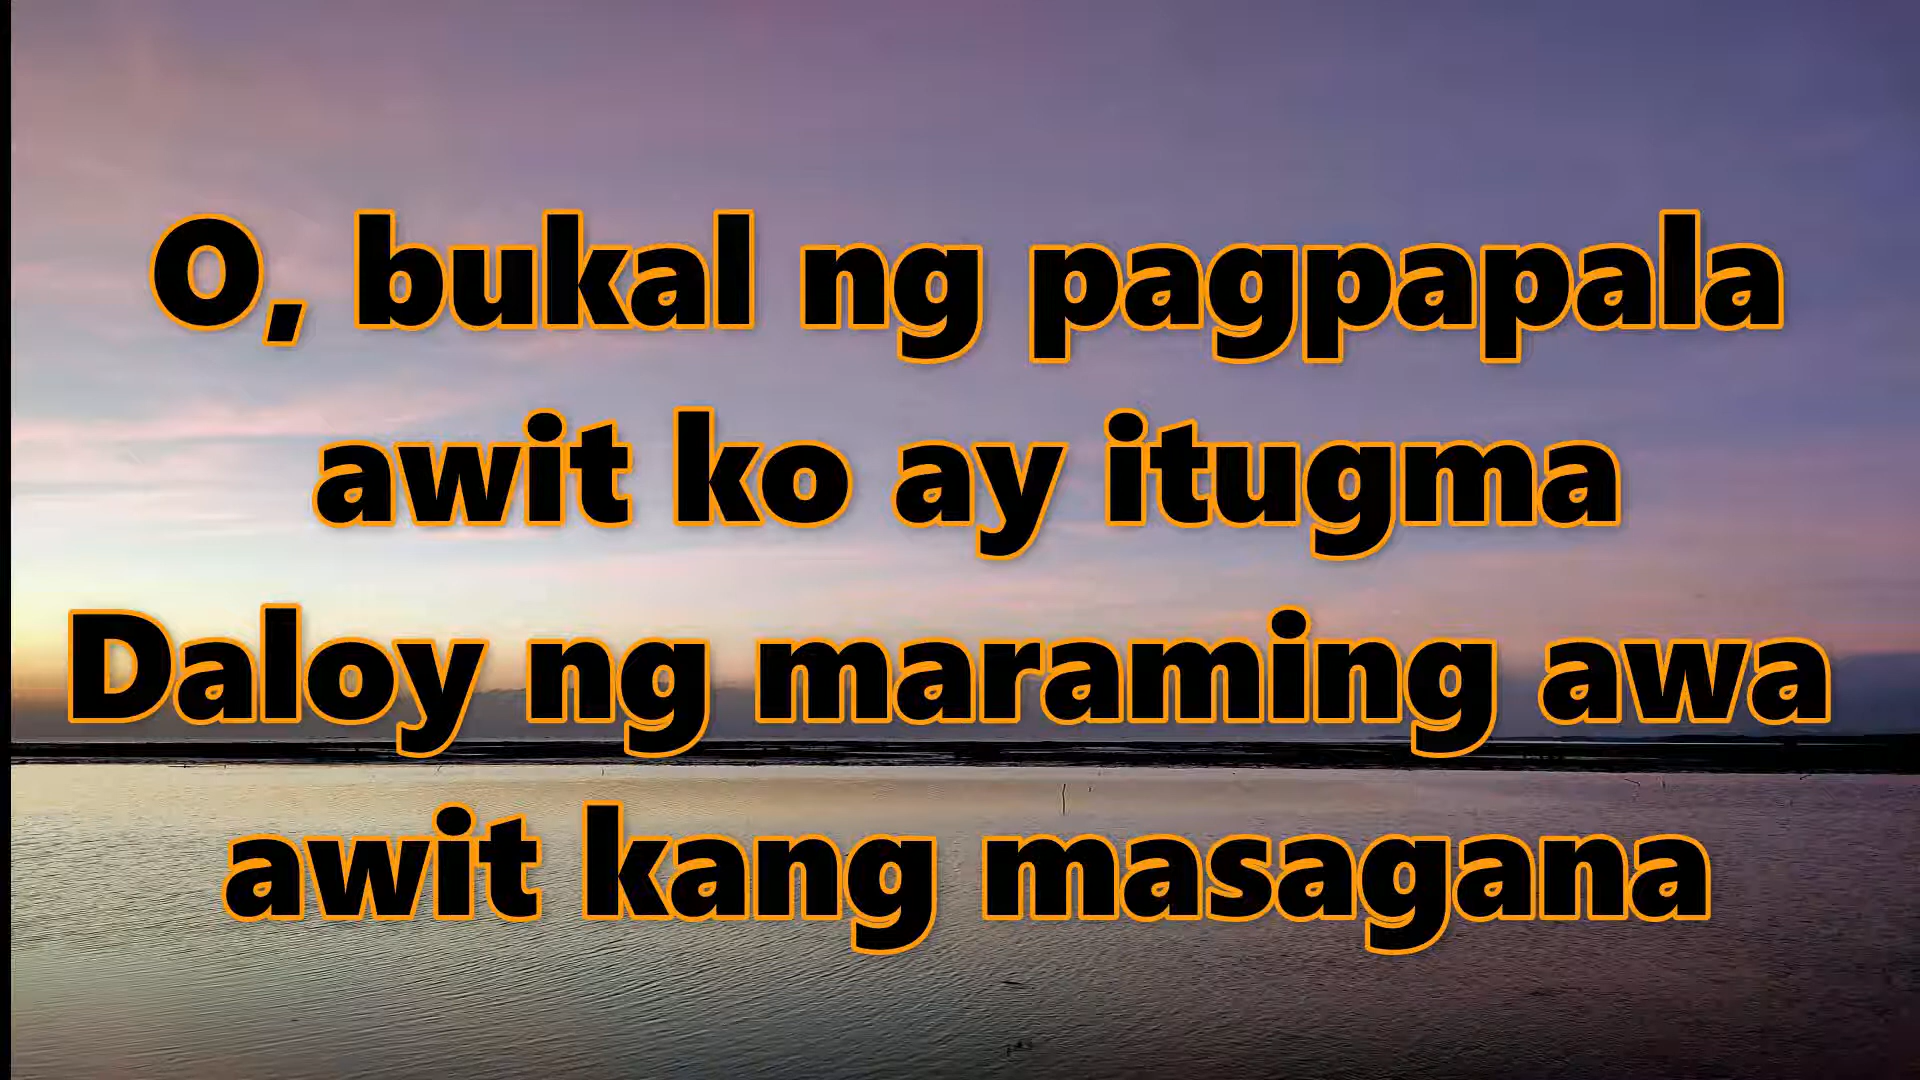 O, bukal ng pagpapala
awit ko ay itugma
Daloy ng maraming awa
awit kang masagana